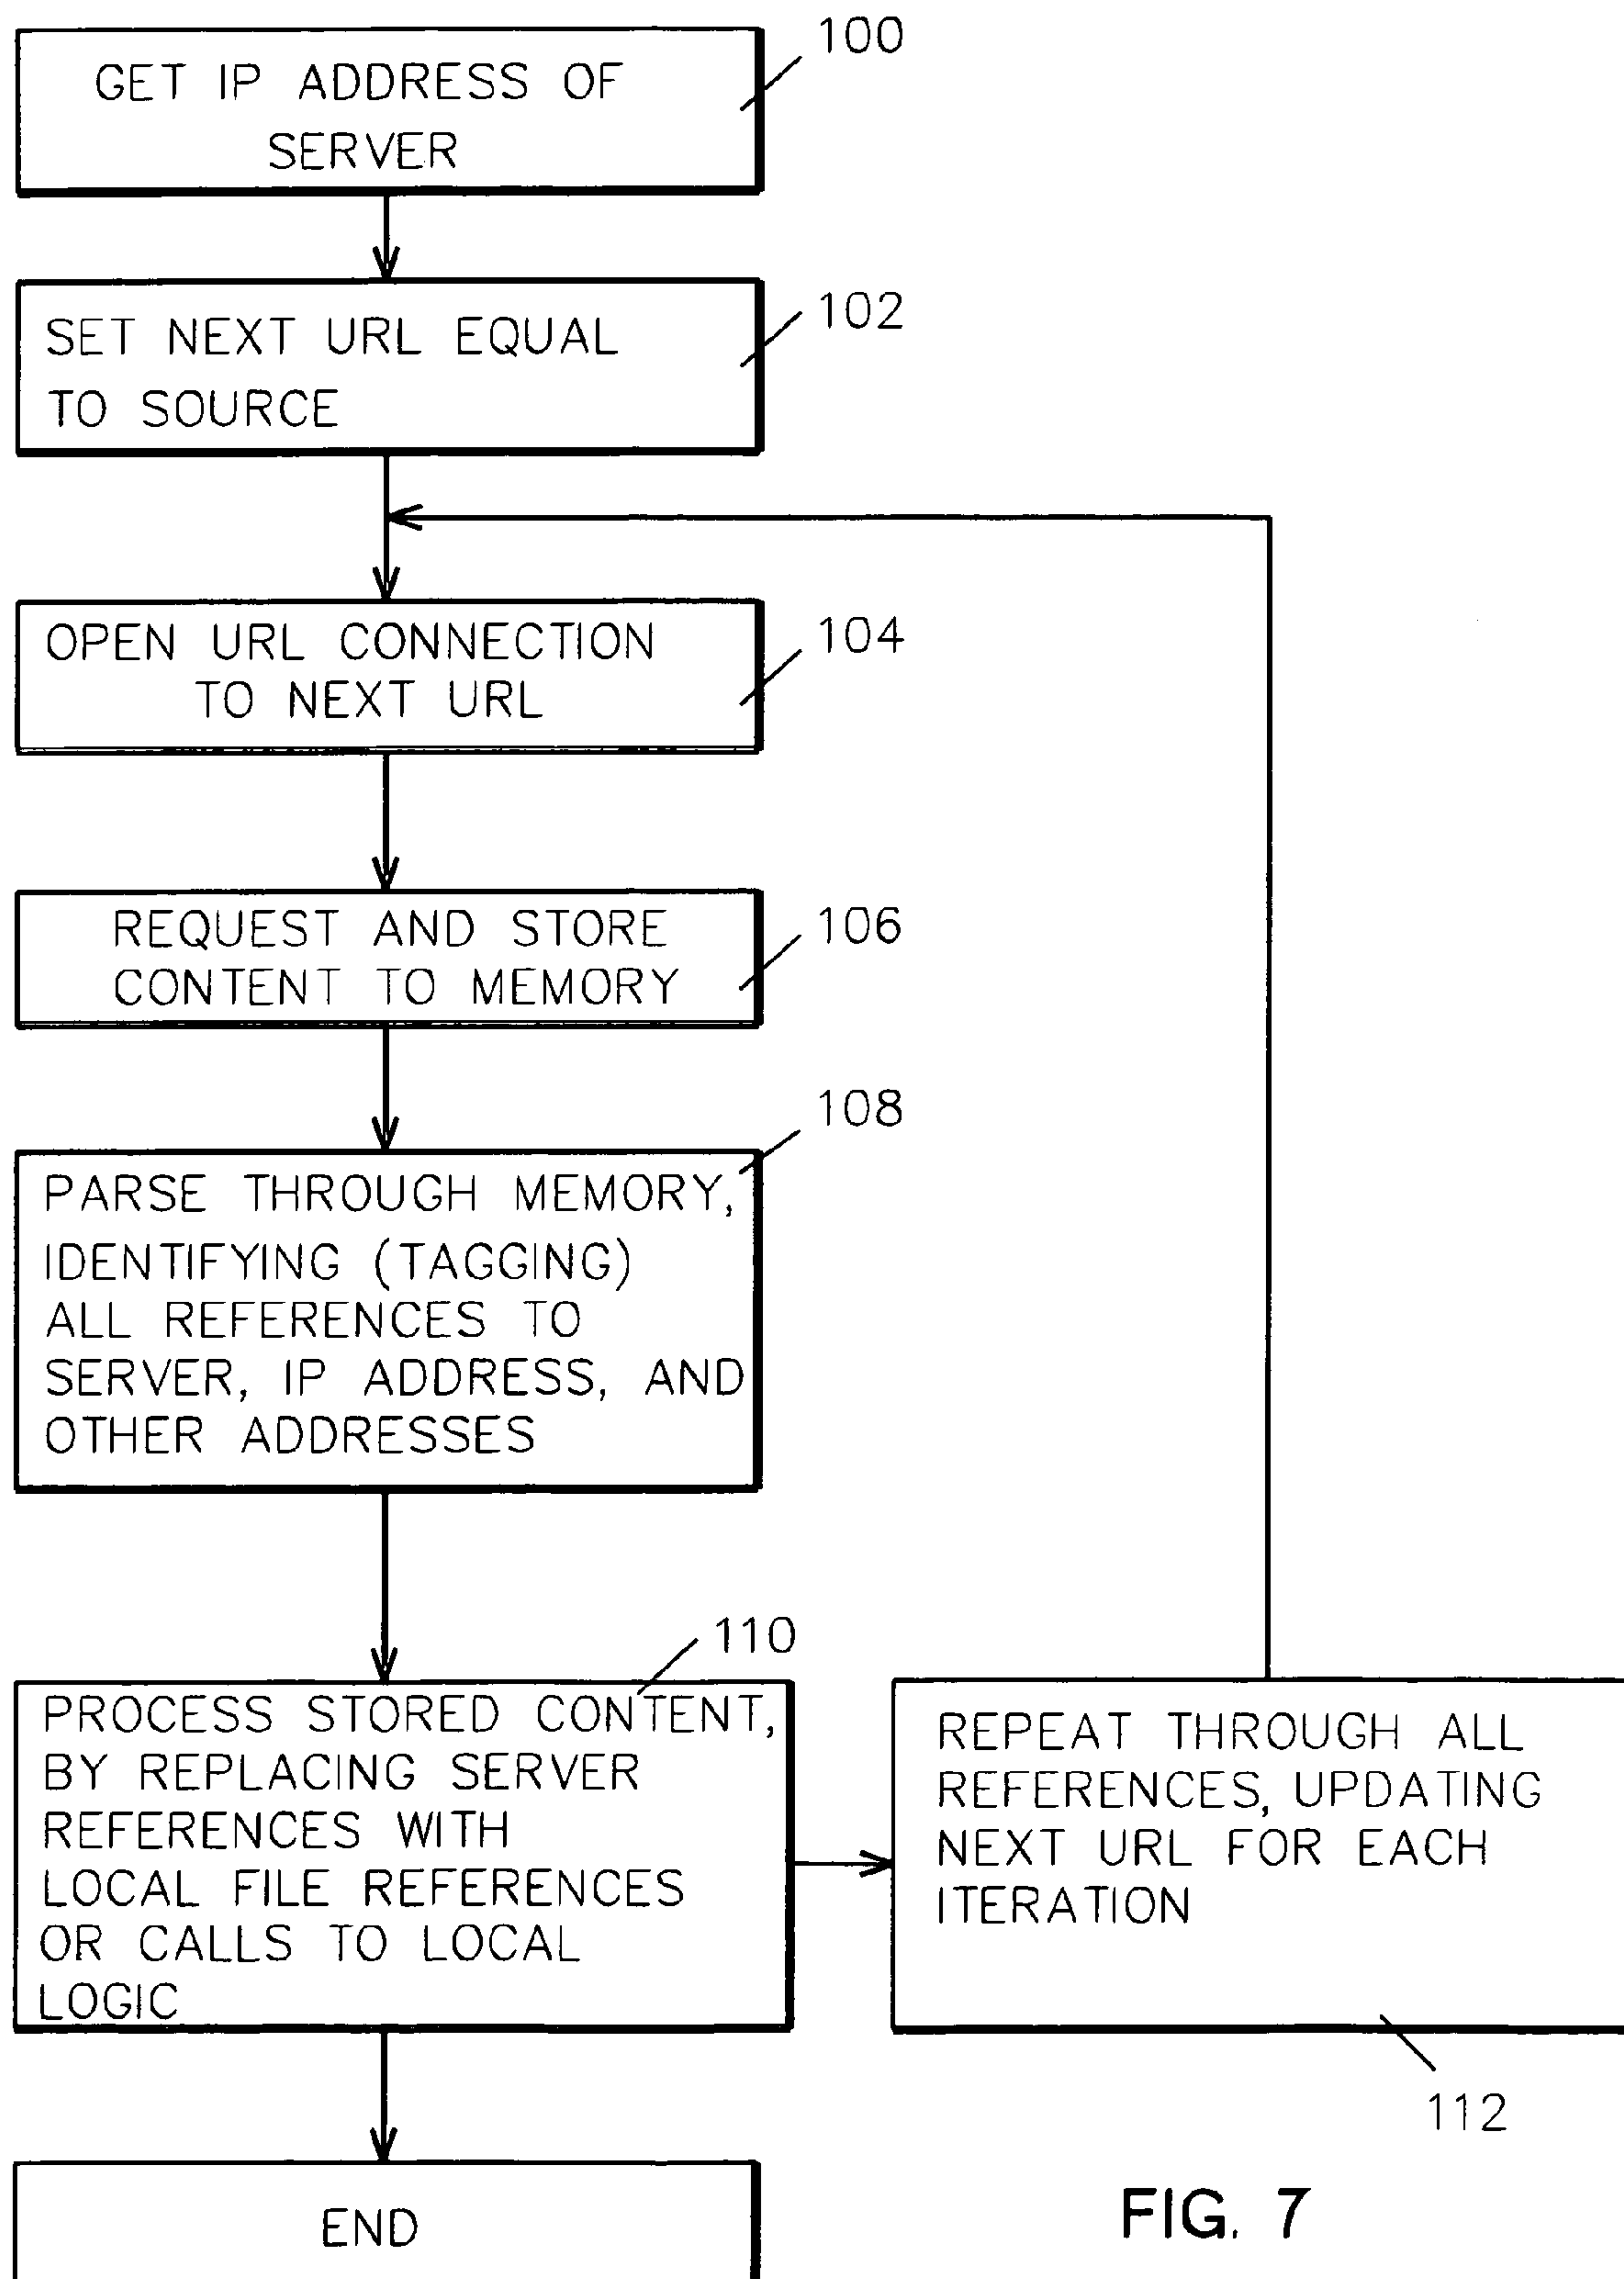 100
GET IP ADDRESS OF
SERVER
102
SET NEXT URL EQUAL
TO SOURCE
104
OPEN URL CONNECTION
TO NEXT URL
106
REQUEST AND STORE
CONTENT TO MEMORY
108
PARSE THROUGH MEMORY,
IDENTIFYING (TAGGING)
ALL REFERENCES TO
SERVER, IP ADDRESS, AND
OTHER ADDRESSES
110
PROCESS STORED CONTENT,
BY REPLACING SERVER
REFERENCES WITH
LOCAL FILE REFERENCES
OR CALLS TO LOCAL
LOGIC
REPEAT THROUGH ALL
REFERENCES, UPDATING
NEXT URL FOR EACH
ITERATION
112
END
FIG. 7